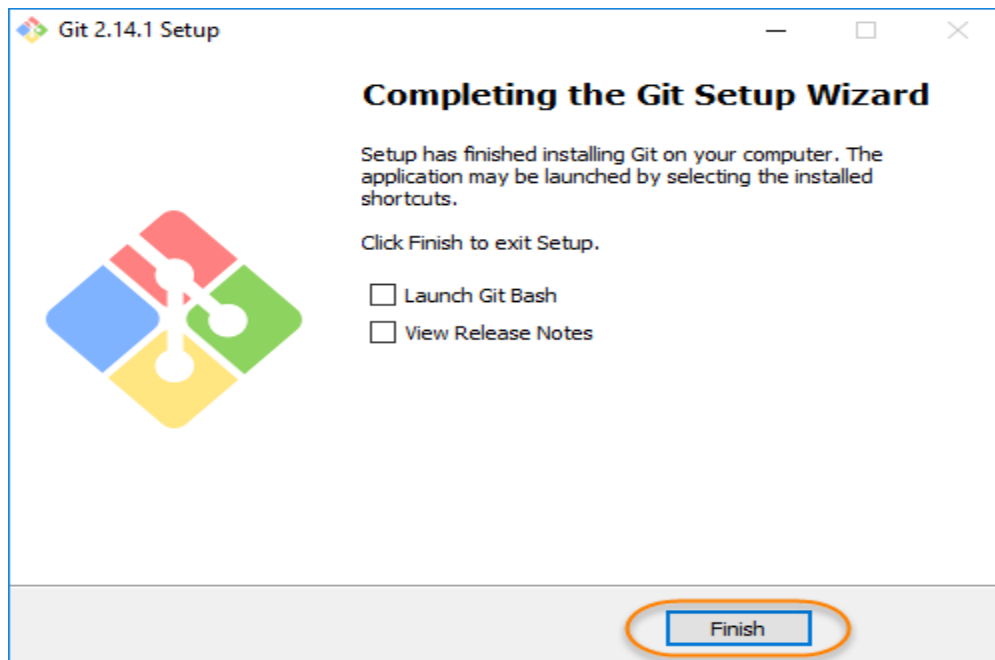 Git 2.14.1 Setup
Completing the Git Setup Wizard
Setup has finished installing Git on your computer. The
application may be launched by selecting the installed
shortcuts.
Click Finish to exit Setup.
Launch Git Bash
View Release Notes
Finish